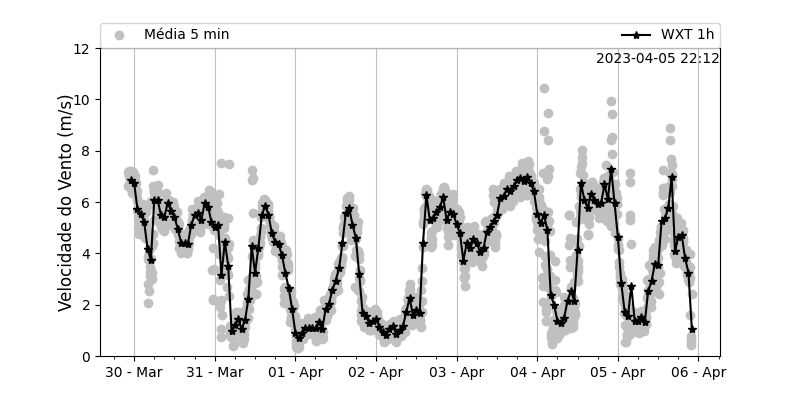 Média 5 min
WXT 1h
2023-04-05 22:12
Velocidade do Vento (m/s)
12
10
8
6
4
2
0
30 - Mar
31 - Mar
01 - Apr
02 - Apr
03 - Apr
04 - Apr
05 - Apr
06 - Apr